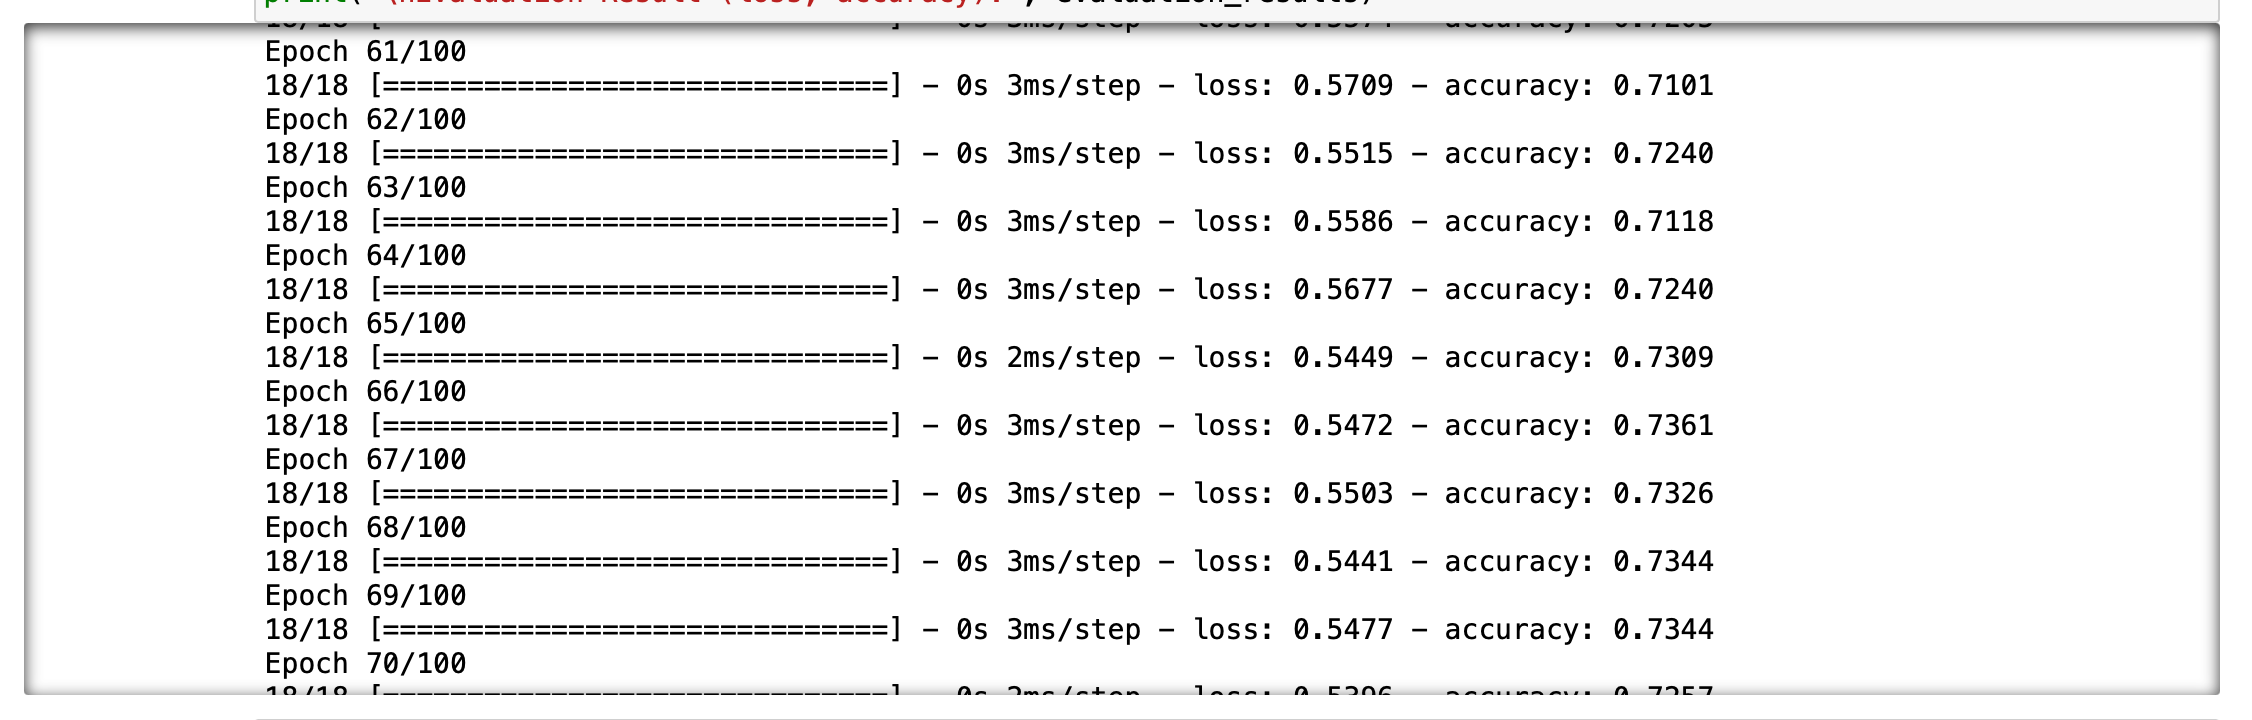 print( "\nEvaluation Result (loss, accuracy): ", evaluation_results)
Epoch 61/100
18/18 [==============================] - 0s 3ms/step - loss: 0.5709 - accuracy: 0.7101
Epoch 62/100
18/18 [==============================] - 0s 3ms/step - loss: 0.5515 - accuracy: 0.7240
Epoch 63/100
18/18 [==============================] - 0s 3ms/step - loss: 0.5586 - accuracy: 0.7118
Epoch 64/100
18/18 [==============================] - 0s 3ms/step - loss: 0.5677 - accuracy: 0.7240
Epoch 65/100
18/18 [==============================] - 0s 2ms/step - loss: 0.5449 - accuracy: 0.7309
Epoch 66/100
18/18 [==============================] - 0s 3ms/step - loss: 0.5472 - accuracy: 0.7361
Epoch 67/100
18/18 [==============================] - 0s 3ms/step - loss: 0.5503 - accuracy: 0.7326
Epoch 68/100
18/18 [==============================] - 0s 3ms/step - loss: 0.5441 - accuracy: 0.7344
Epoch 69/100
18/18 [==============================] - 0s 3ms/step - loss: 0.5477 - accuracy: 0.7344
Epoch 70/100